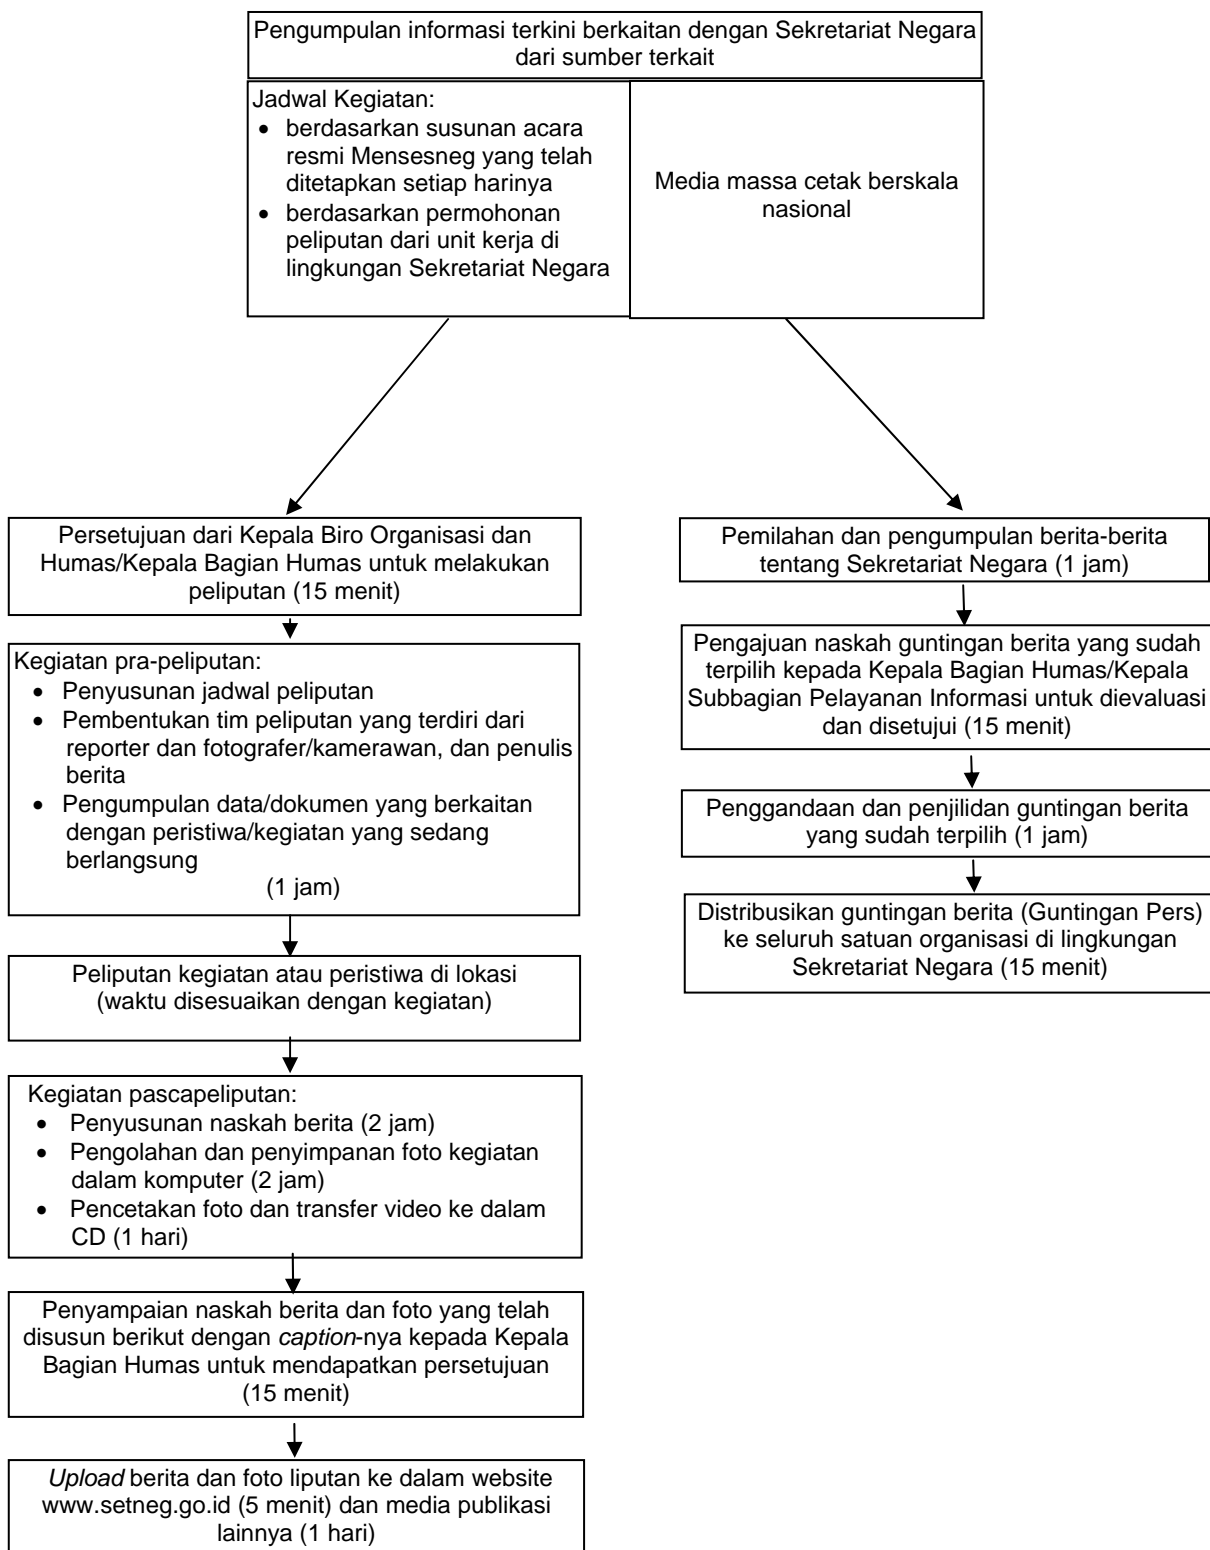 Pengumpulan informasi terkini berkaitan dengan Sekretariat Negara
dari sumber terkait
Jadwal Kegiatan:
• berdasarkan susunan acara
resmi Mensesneg yang telah
ditetapkan setiap harinya
• berdasarkan permohonan
peliputan dari unit kerja di
lingkungan Sekretariat Negara
Media massa cetak berskala
nasional
Persetujuan dari Kepala Biro Organisasi dan
Humas/Kepala Bagian Humas untuk melakukan
peliputan (15 menit)
Kegiatan pra-peliputan:
• Penyusunan jadwal peliputan
• Pembentukan tim peliputan yang terdiri dari
reporter dan fotografer/kamerawan, dan penulis
berita
• Pengumpulan data/dokumen yang berkaitan
dengan peristiwa/kegiatan yang sedang
berlangsung
(1 jam)
Peliputan kegiatan atau peristiwa di lokasi
(waktu disesuaikan dengan kegiatan)
Kegiatan pascapeliputan:
• Penyusunan naskah berita (2 jam)
• Pengolahan dan penyimpanan foto kegiatan
dalam komputer (2 jam)
• Pencetakan foto dan transfer video ke dalam
CD (1 hari)
Penyampaian naskah berita dan foto yang telah
disusun berikut dengan caption-nya kepada Kepala
Bagian Humas untuk mendapatkan persetujuan
(15 menit)
Upload berita dan foto liputan ke dalam website
www.setneg.go.id (5 menit) dan media publikasi
lainnya (1 hari)
Pemilahan dan pengumpulan berita-berita
tentang Sekretariat Negara (1 jam)
Pengajuan naskah guntingan berita yang sudah
terpilih kepada Kepala Bagian Humas/Kepala
Subbagian Pelayanan Informasi untuk dievaluasi
dan disetujui (15 menit)
Penggandaan dan penjilidan guntingan berita
yang sudah terpilih (1 jam)
Distribusikan guntingan berita (Guntingan Pers)
ke seluruh satuan organisasi di lingkungan
Sekretariat Negara (15 menit)